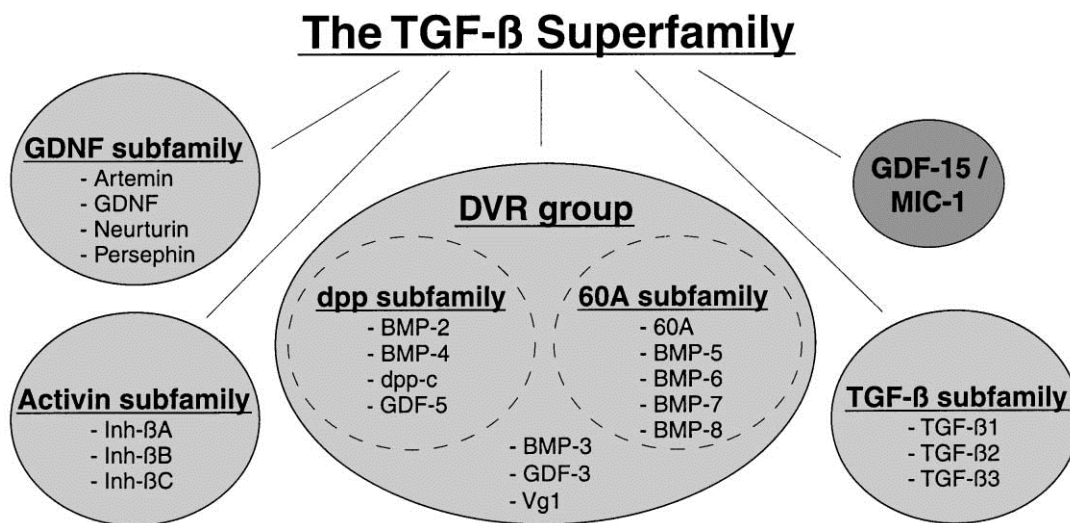 The TGF-ß Superfamily
GDNF subfamily
- Artemin
- GDNF
- Neurturin
- Persephin
GDF-15 /
MIC-1
DVR group
dpp subfamily
- BMP-2
- BMP-4
- dpp-c
- GDF-5
60A subfamily
- 60A
- BMP-5
- BMP-6
- BMP-7
- BMP-8
- BMP-3
- GDF-3
- Vg1
Activin subfamily
- Inh-ßA
- Inh-ßB
- Inh-ßC
TGF-ß subfamily
- TGF-ß1
- TGF-ß2
- TGF-ß3